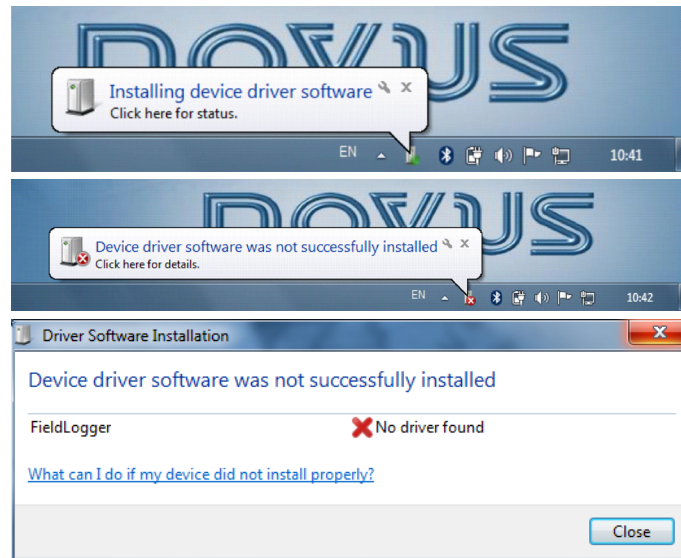 NOVUS
Installing device driver software
Click here for status.
EN
10:41
NOVUS
Device driver software was not successfully installed
Click here for details.
EN
10:42
Driver Software Installation
Device driver software was not successfully installed
FieldLogger No driver found
What can I do if my device did not install properly?
Close